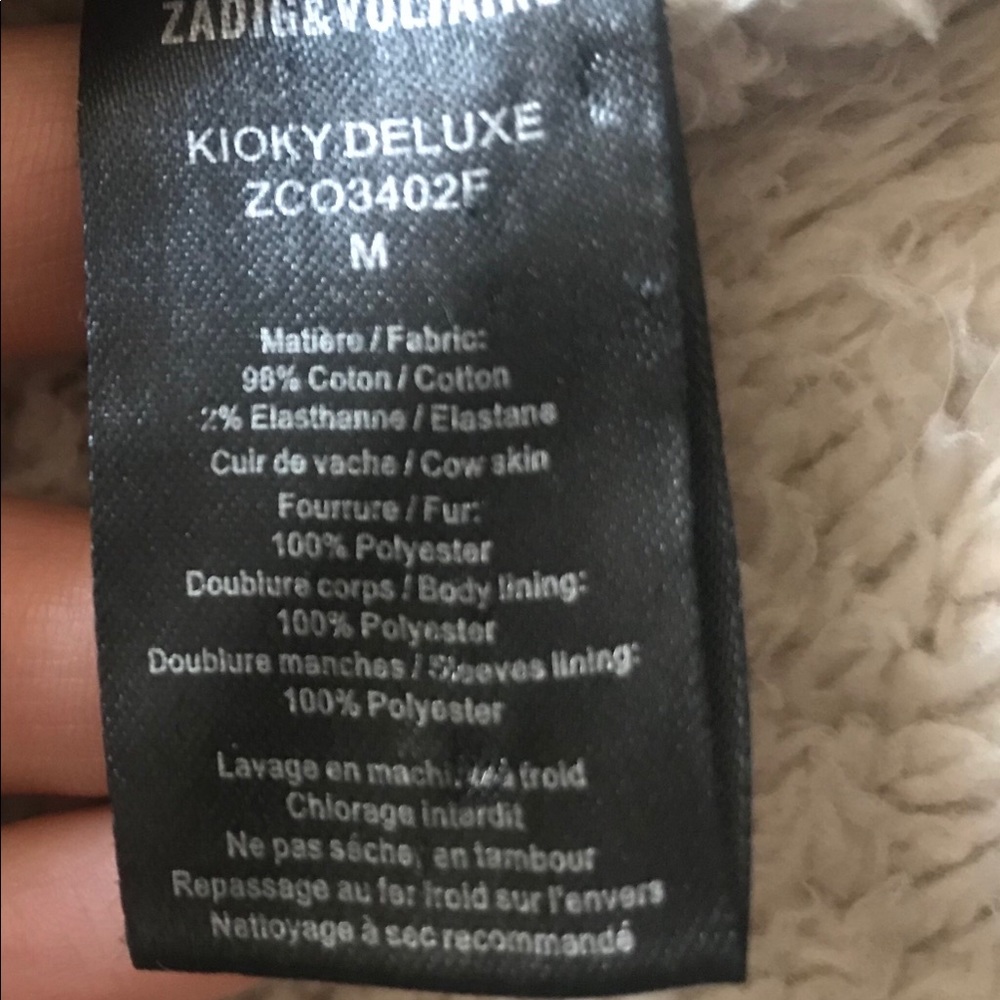 ZADIG&VOLTAIRE
KIOKY DELUXE
ZCO3402F
M
Matière / Fabric:
98% Coton / Cotton
2% Elasthanne / Elastane
Cuir de vache / Cow skin
Fourrure / Fur:
100% Polyester
Doublure corps / Body lining:
100% Polyester
Doublure manches / Sleeves lining:
100% Polyester
Lavage en machine à froid
Chlorage interdit
Ne pas sécher en tambour
Repassage au fer froid sur l'envers
Nettoyage à sec recommandé